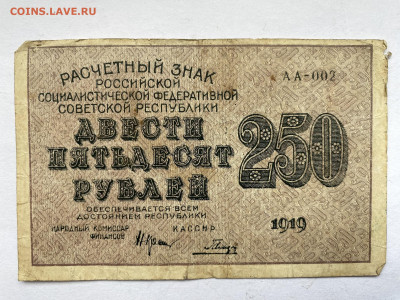 COINS.LAVE.RU
РАСЧЕТНЫЙ ЗНАК
РОССИЙСКОЙ
СОЦИАЛИСТИЧЕСКОЙ ФЕДЕРАТИВНОЙ
СОВЕТСКОЙ РЕСПУБЛИКИ
АА-002
ДВЕСТИ
ПЯТЬДЕСЯТ
РУБЛЕЙ
250
ОБЕСПЕЧИВАЕТСЯ ВСЕМ
ДОСТОЯНИЕМ РЕСПУБЛИКИ
1919
НАРОДНЫЙ КОМИССАР
ФИНАНСОВ
КАССИР